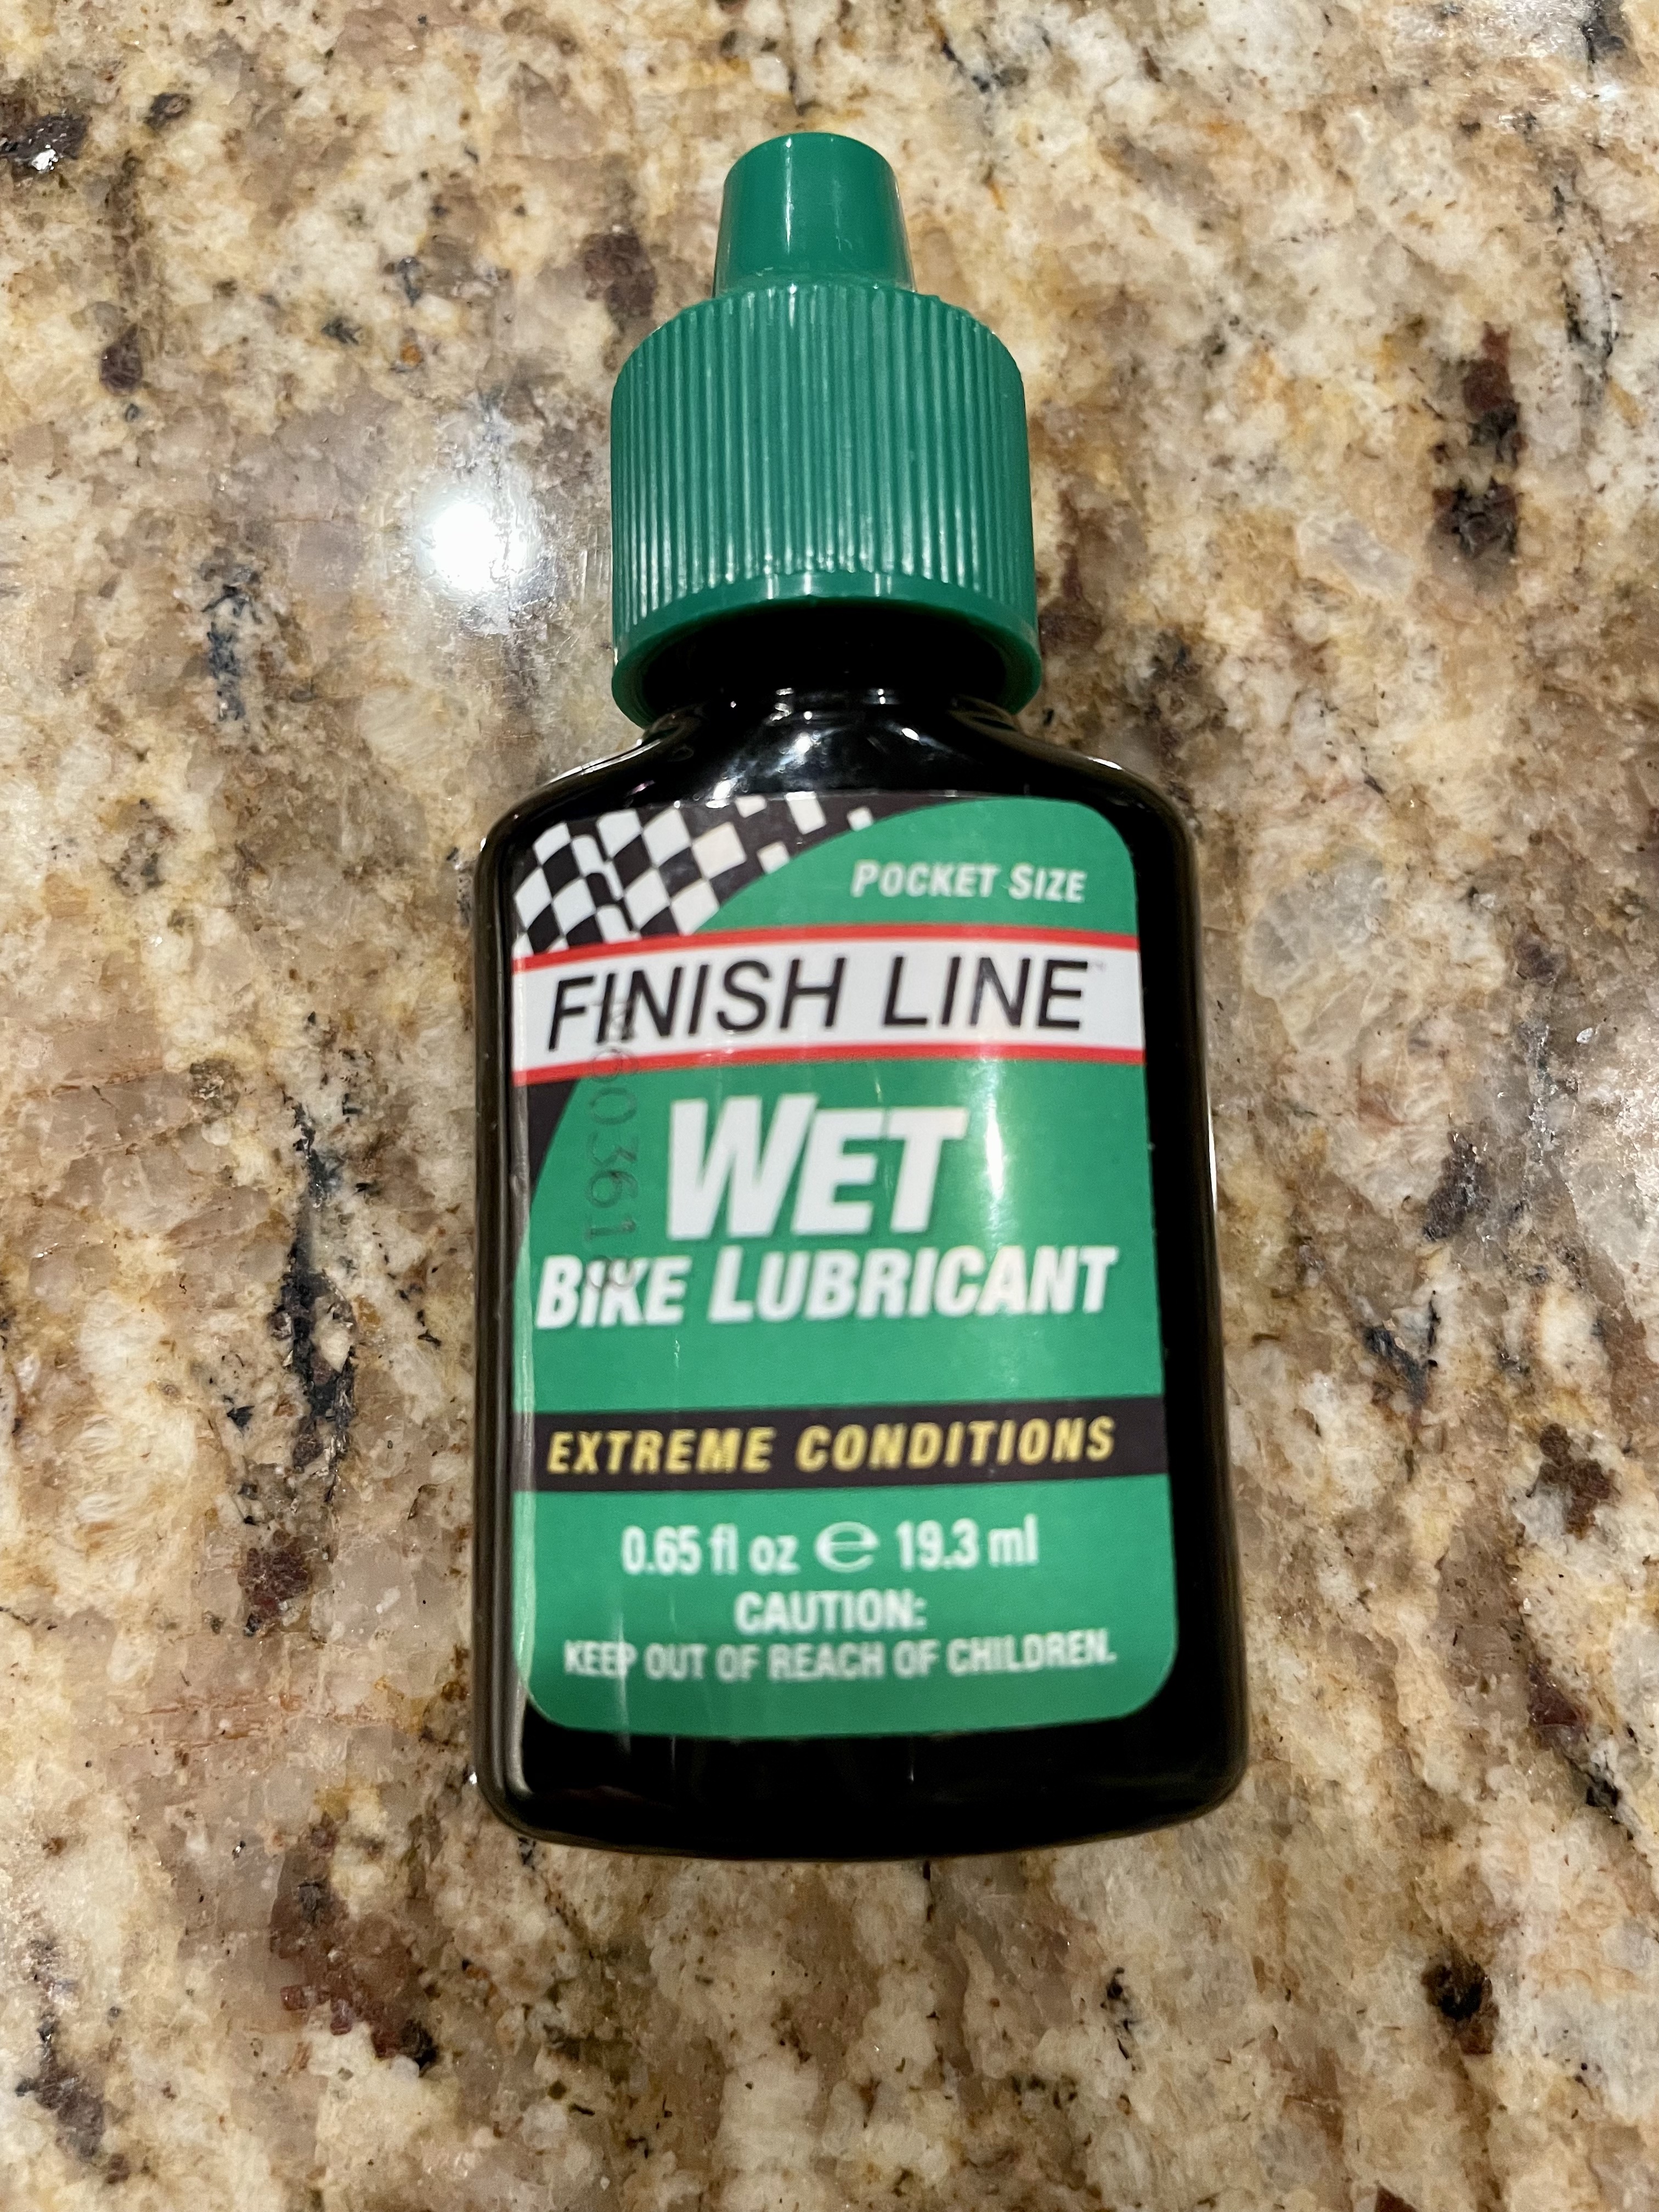 POCKET SIZE
FINISH LINE™
WET
BIKE LUBRICANT
EXTREME CONDITIONS
0.65 fl oz ℮ 19.3 ml
CAUTION:
KEEP OUT OF REACH OF CHILDREN.